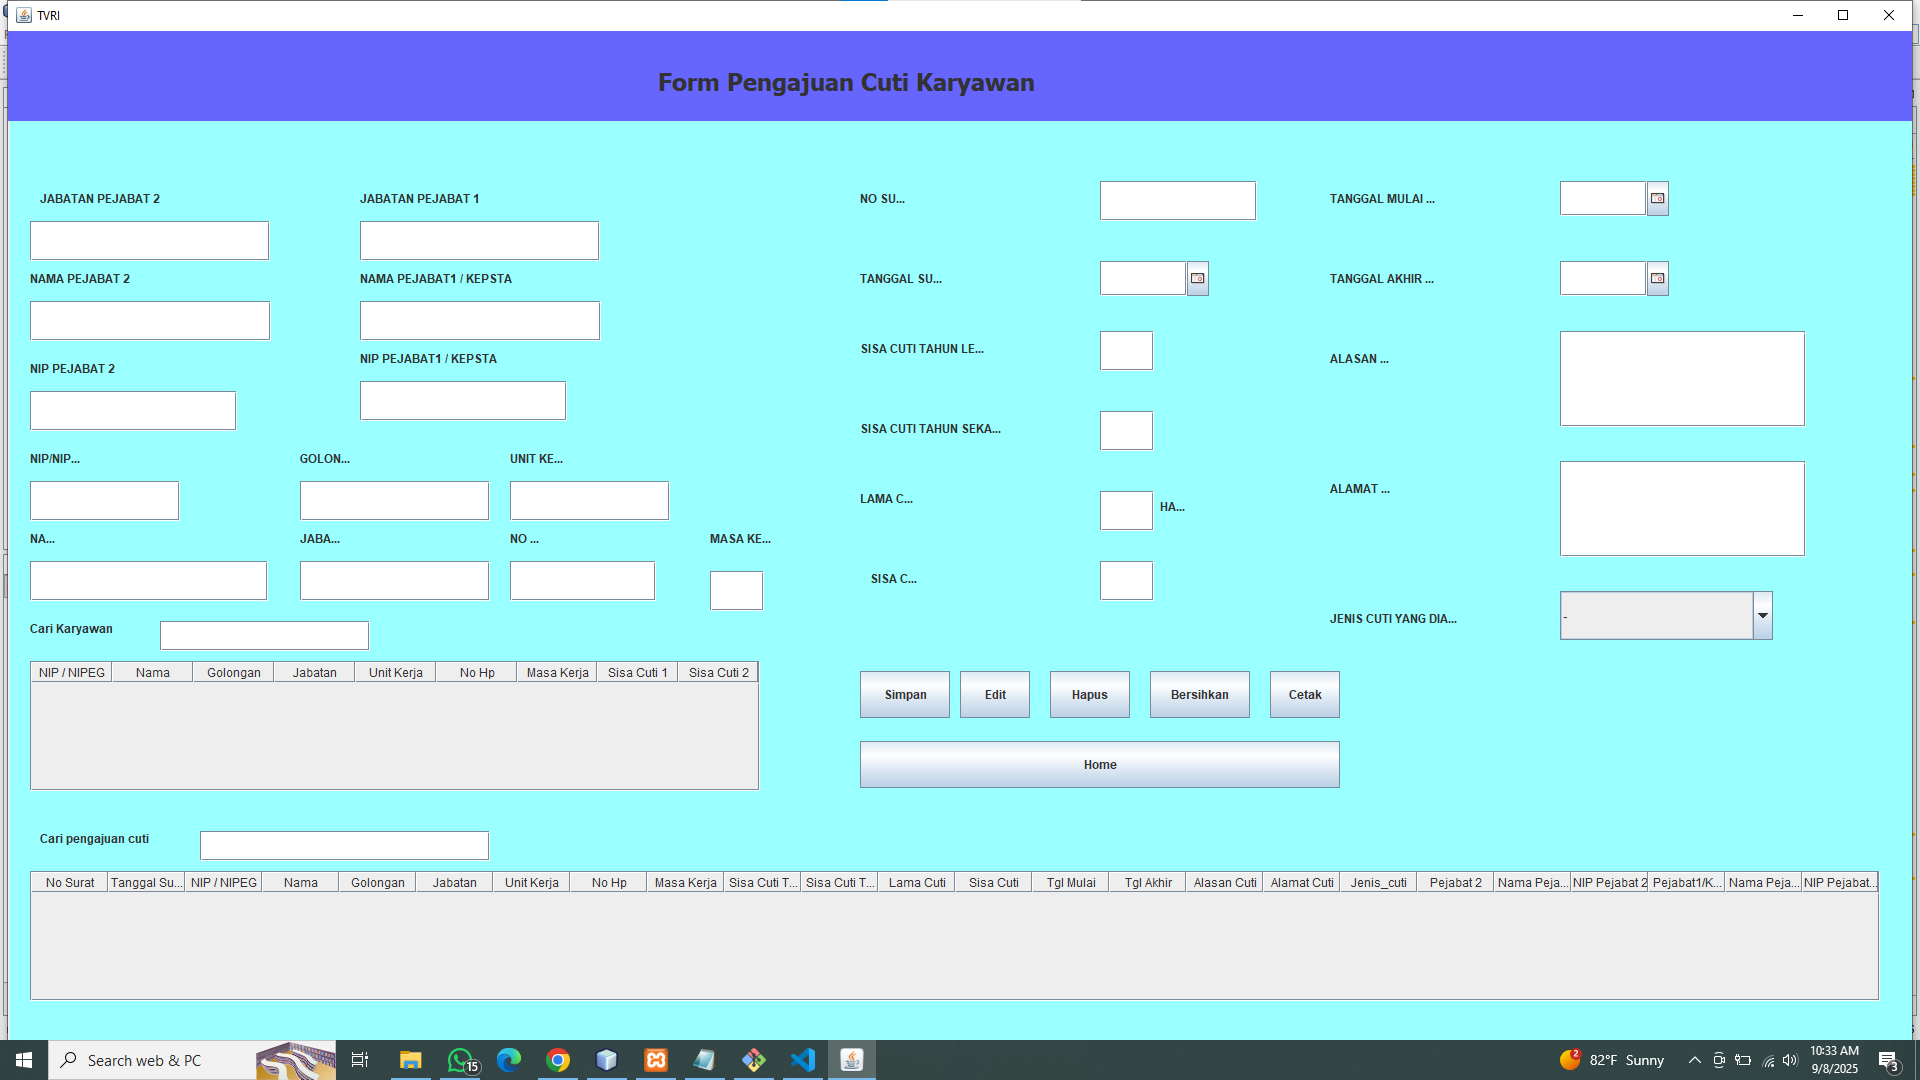 TVRI
Form Pengajuan Cuti Karyawan
JABATAN PEJABAT 2
JABATAN PEJABAT 1
NAMA PEJABAT 2
NAMA PEJABAT1 / KEPSTA
NIP PEJABAT 2
NIP PEJABAT1 / KEPSTA
NIP/NIP...
GOLON...
UNIT KE...
NA...
JABA...
NO ...
MASA KE...
Cari Karyawan
NIP / NIPEG Nama Golongan Jabatan Unit Kerja No Hp Masa Kerja Sisa Cuti 1 Sisa Cuti 2
NO SU...
TANGGAL SU...
SISA CUTI TAHUN LE...
SISA CUTI TAHUN SEKA...
LAMA C...
HA...
SISA C...
TANGGAL MULAI ...
TANGGAL AKHIR ...
ALASAN ...
ALAMAT ...
JENIS CUTI YANG DIA...
-
Simpan Edit Hapus Bersihkan Cetak
Home
Cari pengajuan cuti
No Surat Tanggal Su... NIP / NIPEG Nama Golongan Jabatan Unit Kerja No Hp Masa Kerja Sisa Cuti T... Sisa Cuti T... Lama Cuti Sisa Cuti Tgl Mulai Tgl Akhir Alasan Cuti Alamat Cuti Jenis_cuti Pejabat 2 Nama Peja... NIP Pejabat 2 Pejabat1/K... Nama Peja... NIP Pejabat...
Search web & PC
15
2
82°F Sunny
10:33 AM
9/8/2025
3